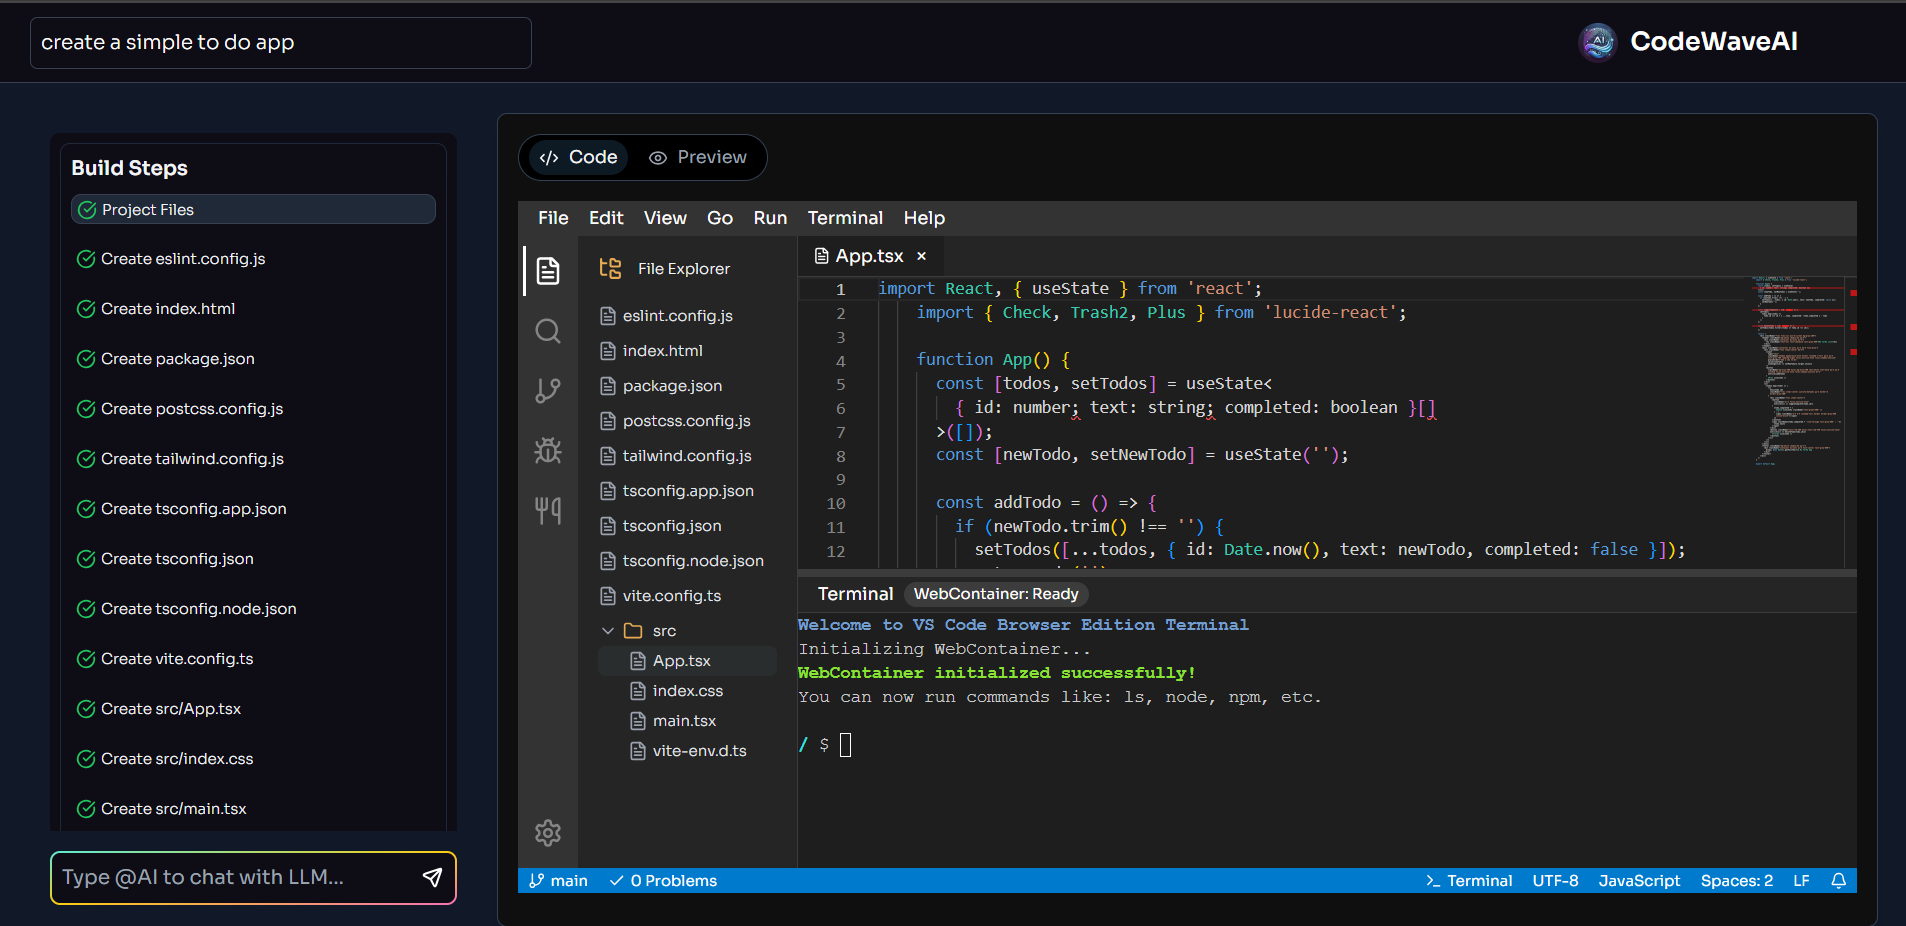 create a simple to do app
CodeWaveAI
Build Steps
Project Files
Create eslint.config.js
Create index.html
Create package.json
Create postcss.config.js
Create tailwind.config.js
Create tsconfig.app.json
Create tsconfig.json
Create tsconfig.node.json
Create vite.config.ts
Create src/App.tsx
Create src/index.css
Create src/main.tsx
Type @AI to chat with LLM...
Code
Preview
File Edit View Go Run Terminal Help
File Explorer
eslint.config.js
index.html
package.json
postcss.config.js
tailwind.config.js
tsconfig.app.json
tsconfig.json
tsconfig.node.json
vite.config.ts
src
App.tsx
index.css
main.tsx
vite-env.d.ts
App.tsx ×
1 import React, { useState } from 'react';
2 import { Check, Trash2, Plus } from 'lucide-react';
3
4 function App() {
5 const [todos, setTodos] = useState<
6 { id: number; text: string; completed: boolean }[]
7 >([]);
8 const [newTodo, setNewTodo] = useState('');
9
10 const addTodo = () => {
11 if (newTodo.trim() !== '') {
12 setTodos([...todos, { id: Date.now(), text: newTodo, completed: false }]);
Terminal WebContainer: Ready
Welcome to VS Code Browser Edition Terminal
Initializing WebContainer...
WebContainer initialized successfully!
You can now run commands like: ls, node, npm, etc.
/ $
main 0 Problems
Terminal UTF-8 JavaScript Spaces: 2 LF